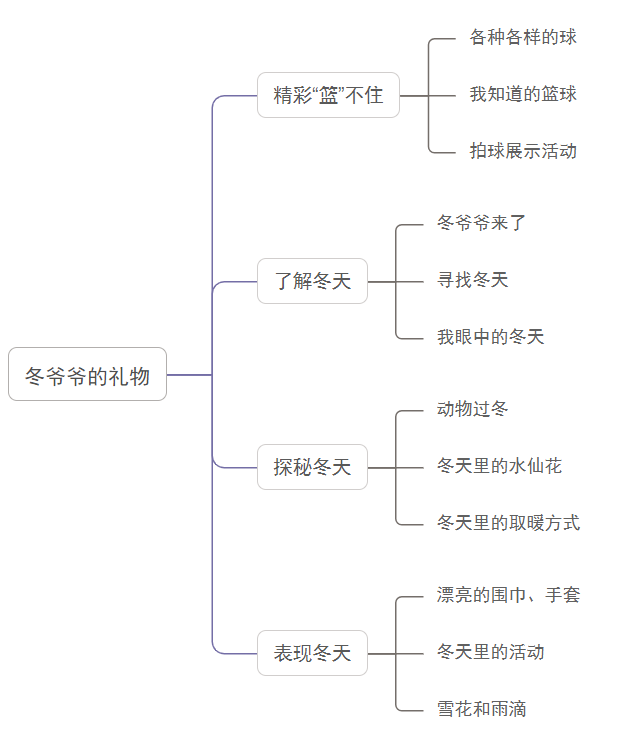 冬爷爷的礼物
精彩“篮”不住
各种各样的球
我知道的篮球
拍球展示活动
了解冬天
冬爷爷来了
寻找冬天
我眼中的冬天
探秘冬天
动物过冬
冬天里的水仙花
冬天里的取暖方式
表现冬天
漂亮的围巾、手套
冬天里的活动
雪花和雨滴